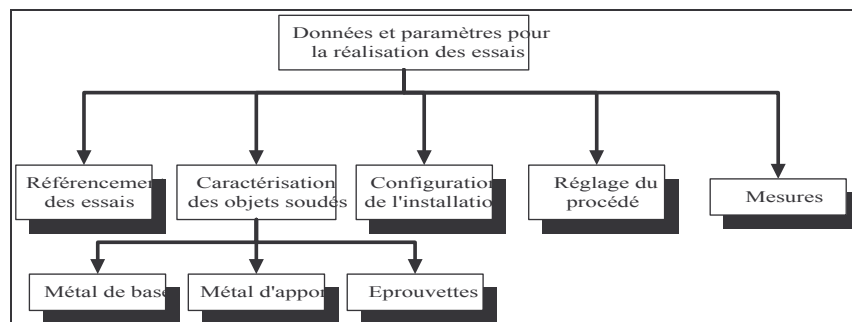 Données et paramètres pour
la réalisation des essais
Référencemen
des essais
Caractérisation
des objets soudés
Configuration
de l'installatio
Réglage du
procédé
Mesures
Métal de base
Métal d'appor
Eprouvettes